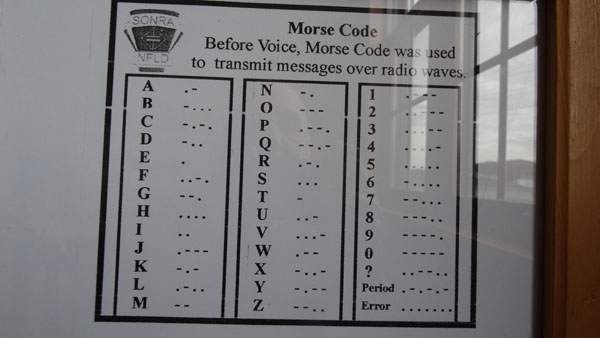 SONRA
NFLD
Morse Code
Before Voice, Morse Code was used
to transmit messages over radio waves.
A .-
B -...
C -.-.
D -..
E .
F ..-.
G --.
H ....
I ..
J .---
K -.-
L .-..
M --
N -.
O ---
P .--.
Q --.-
R .-.
S ...
T -
U ..-
V ...-
W .--
X -..-
Y -.--
Z --..
1 .----
2 ..---
3 ...--
4 ....-
5 .....
6 -....
7 --...
8 ---..
9 ----.
0 -----
? ..--..
Period .-.-.-
Error .......